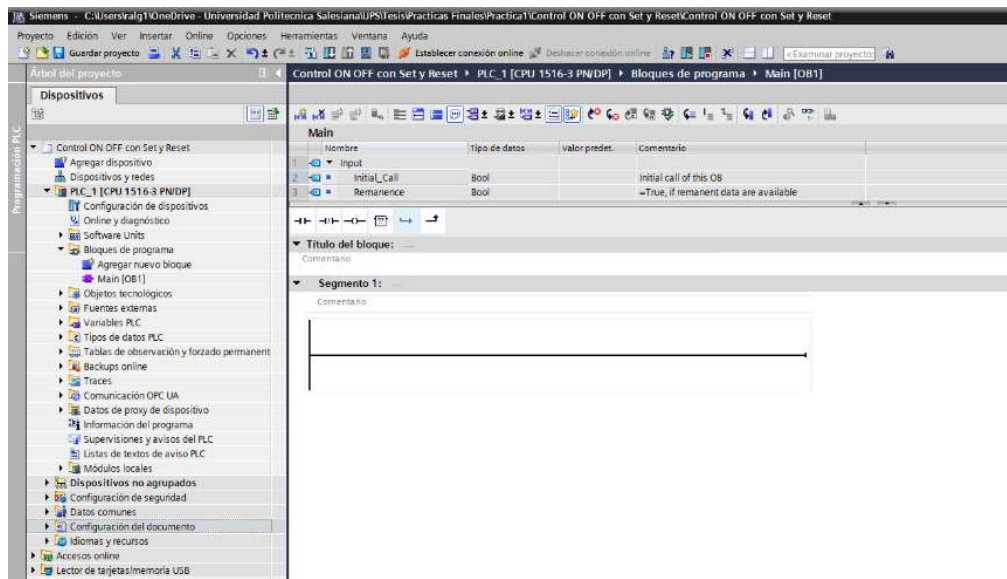 Siemens - C:\Users\ralg1\OneDrive - Universidad Politecnica Salesiana\UPS\Tesis\Practicas Finales\Practica1\Control ON OFF con Set y Reset\Control ON OFF con Set y Reset
Proyecto Edición Ver Insertar Online Opciones Herramientas Ventana Ayuda
Guardar proyecto Establecer conexión online Deshacer conexión online <Examinar proyecto>
Árbol del proyecto
Control ON OFF con Set y Reset PLC_1 [CPU 1516-3 PN/DP] Bloques de programa Main [OB1]
Dispositivos
Programación PLC
Control ON OFF con Set y Reset
Agregar dispositivo
Dispositivos y redes
PLC_1 [CPU 1516-3 PN/DP]
Configuración de dispositivos
Online y diagnóstico
Software Units
Bloques de programa
Agregar nuevo bloque
Main [OB1]
Objetos tecnológicos
Fuentes externas
Variables PLC
Tipos de datos PLC
Tablas de observación y forzado permanent
Backups online
Traces
Comunicación OPC UA
Datos de proxy de dispositivo
Información del programa
Supervisiones y avisos del PLC
Listas de textos de aviso PLC
Módulos locales
Dispositivos no agrupados
Configuración de seguridad
Datos comunes
Configuración del documento
Idiomas y recursos
Accesos online
Lector de tarjetas/memoria USB
Main
Nombre Tipo de datos Valor predet. Comentario
1 Input
2 Initial_Call Bool Initial call of this OB
3 Remanence Bool =True, if remanent data are available
Título del bloque: ....
Comentario
Segmento 1: ....
Comentario